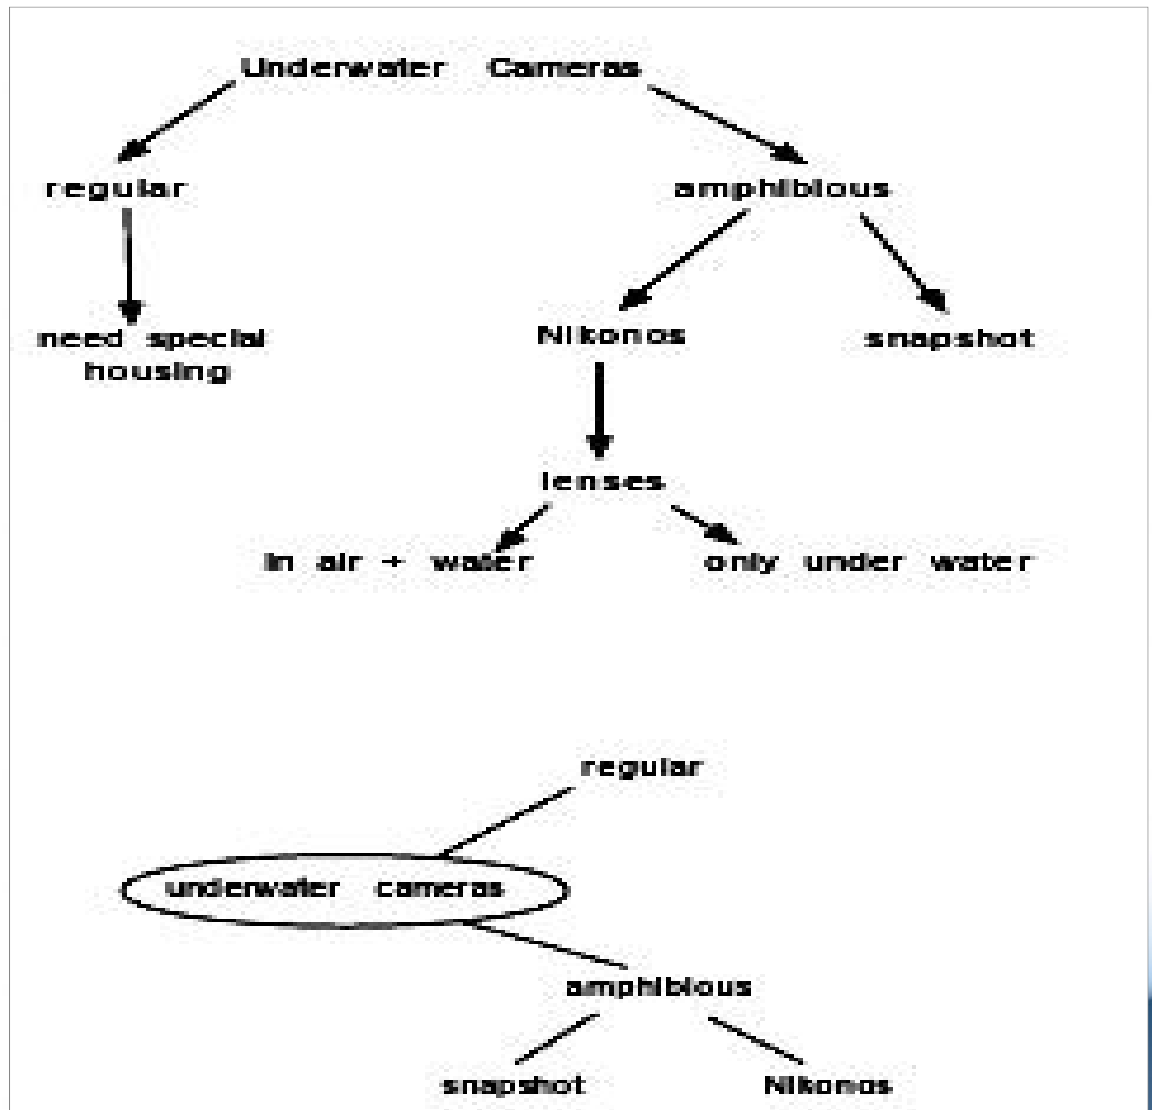 Underwater Cameras
regular amphibious
need special
housing
Nikonos snapshot
lenses
in air + water only under water
regular
underwater cameras
amphibious
snapshot Nikonos